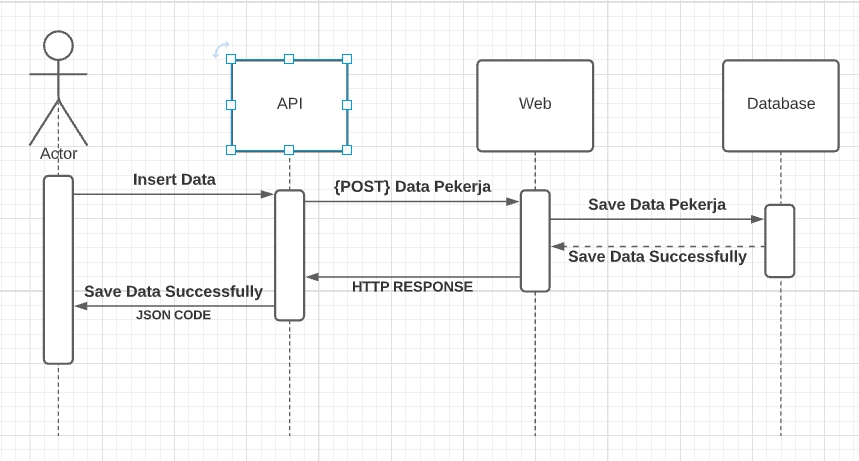 Actor
API
Web
Database
Insert Data
{POST} Data Pekerja
Save Data Pekerja
Save Data Successfully
HTTP RESPONSE
Save Data Successfully
JSON CODE